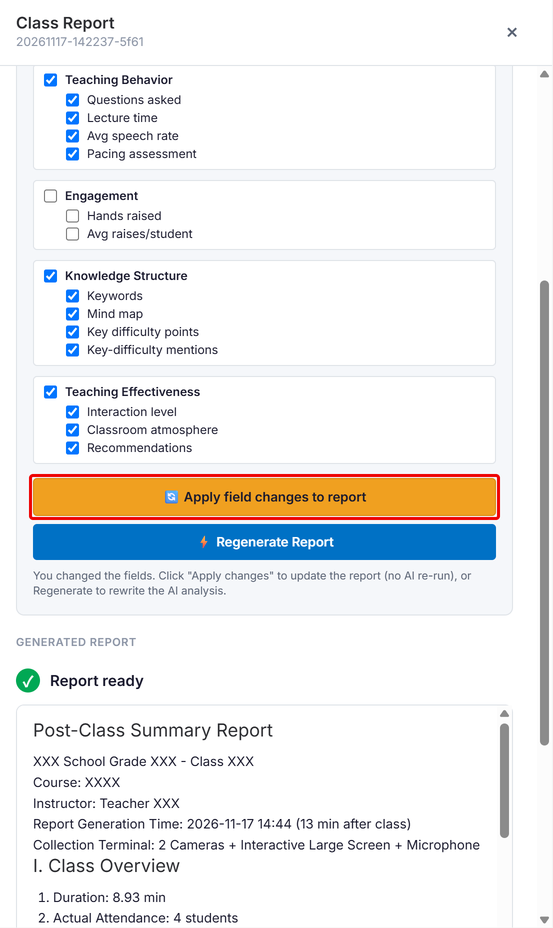 Class Report
20261117-142237-5f61
Teaching Behavior
Questions asked
Lecture time
Avg speech rate
Pacing assessment
Engagement
Hands raised
Avg raises/student
Knowledge Structure
Keywords
Mind map
Key difficulty points
Key-difficulty mentions
Teaching Effectiveness
Interaction level
Classroom atmosphere
Recommendations
Apply field changes to report
Regenerate Report
You changed the fields. Click "Apply changes" to update the report (no AI re-run), or
Regenerate to rewrite the AI analysis.
GENERATED REPORT
Report ready
Post-Class Summary Report
XXX School Grade XXX - Class XXX
Course: XXXX
Instructor: Teacher XXX
Report Generation Time: 2026-11-17 14:44 (13 min after class)
Collection Terminal: 2 Cameras + Interactive Large Screen + Microphone
I. Class Overview
1. Duration: 8.93 min
2. Actual Attendance: 4 students